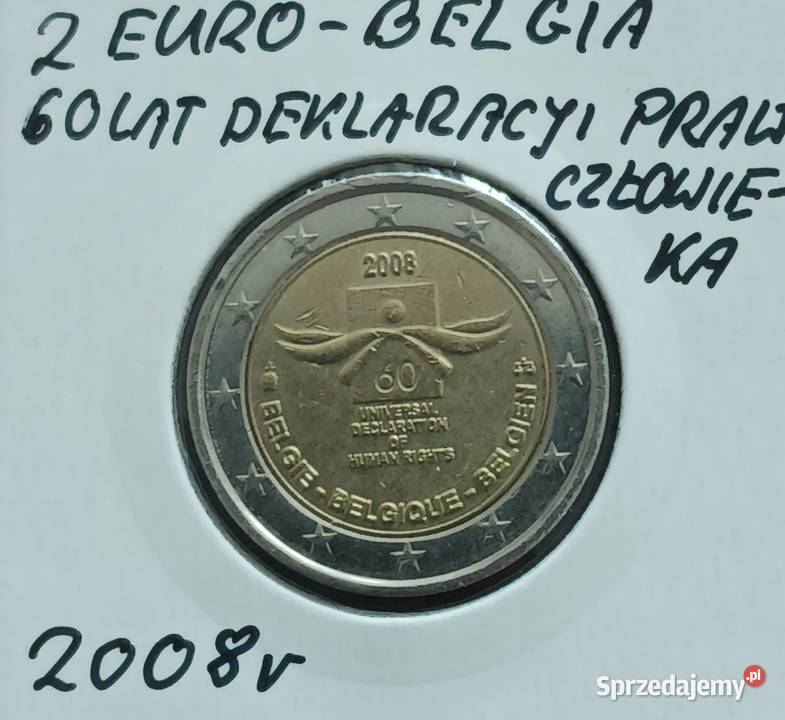 2 EURO - BELGIA
60 LAT DEKLARACYI PRAW
CZŁOWIE-
KA
2008
60
UNIVERSAL
DECLARATION
OF
HUMAN RIGHTS
BELGIE - BELGIQUE - BELGIEN
2008r
Sprzedajemy.pl